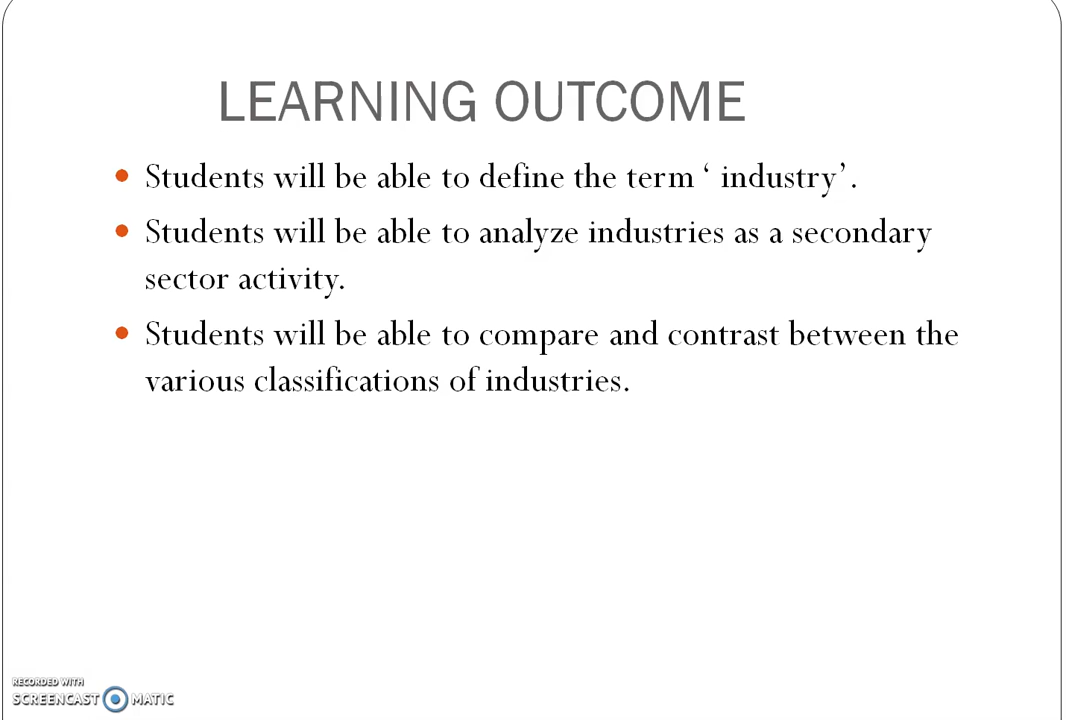 LEARNING OUTCOME
• Students will be able to define the term ‘ industry’.
• Students will be able to analyze industries as a secondary
sector activity.
• Students will be able to compare and contrast between the
various classifications of industries.
RECORDED WITH
SCREENCAST MATIC